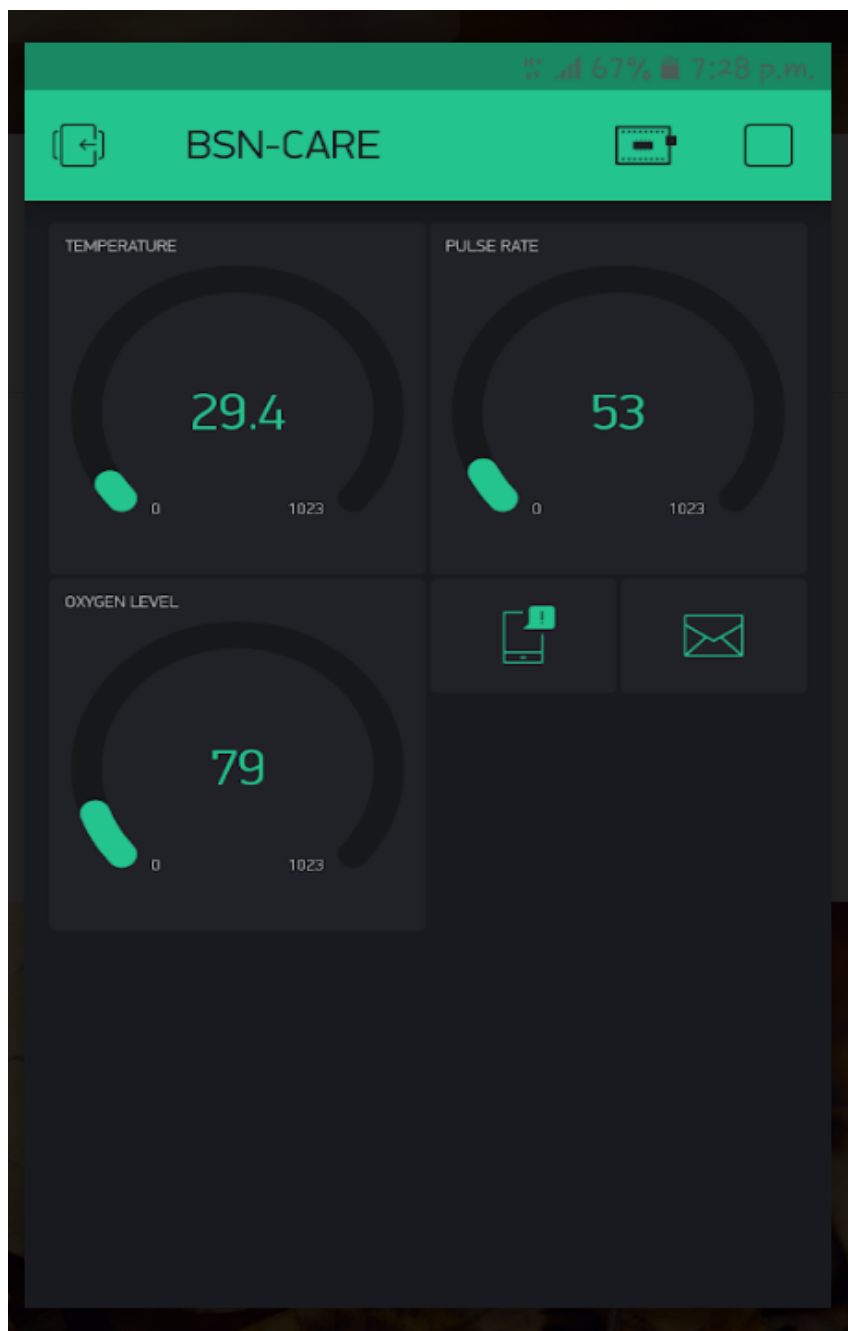 67% 7:28 p.m.
BSN-CARE
TEMPERATURE
29.4
0 1023
PULSE RATE
53
0 1023
OXYGEN LEVEL
79
0 1023